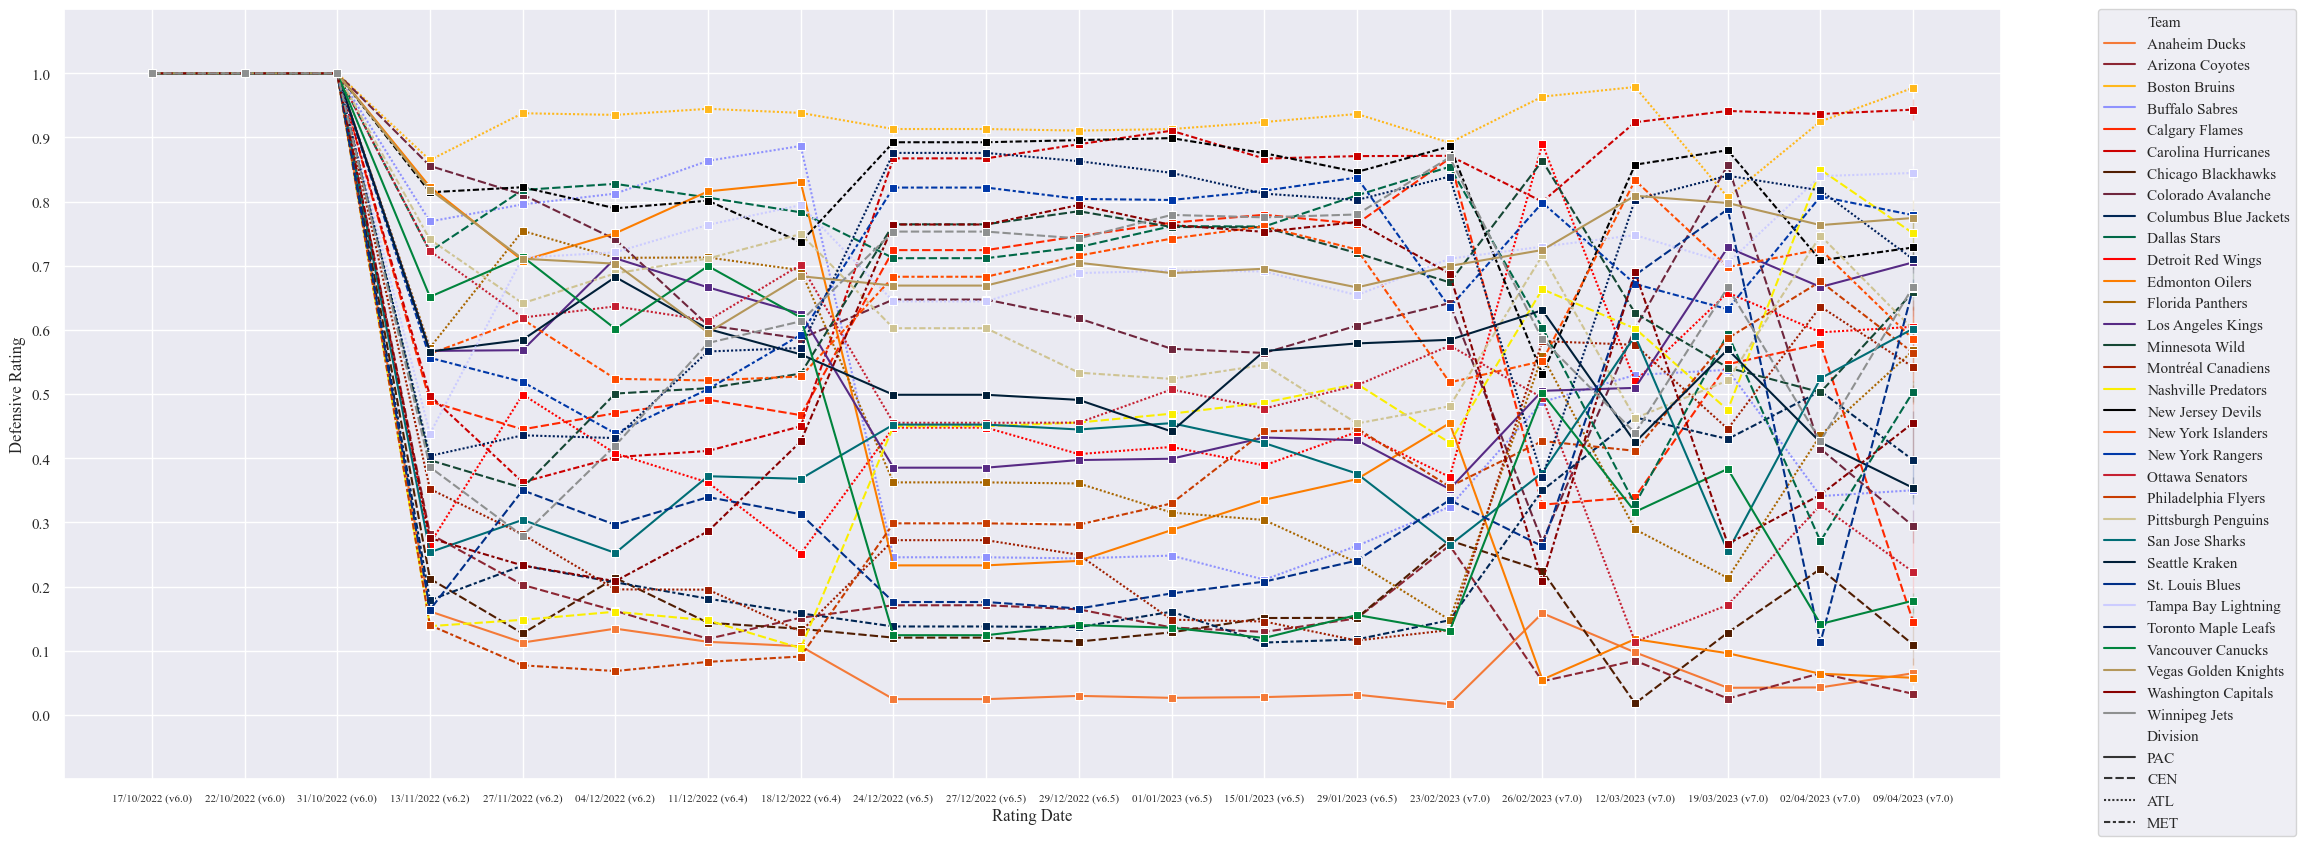 1.0
0.9
0.8
0.7
0.6
0.5
0.4
0.3
0.2
0.1
0.0
Defensive Rating
17/10/2022 (v6.0) 22/10/2022 (v6.0) 31/10/2022 (v6.0) 13/11/2022 (v6.2) 27/11/2022 (v6.2) 04/12/2022 (v6.2) 11/12/2022 (v6.4) 18/12/2022 (v6.4) 24/12/2022 (v6.5) 27/12/2022 (v6.5) 29/12/2022 (v6.5) 01/01/2023 (v6.5) 15/01/2023 (v6.5) 29/01/2023 (v6.5) 23/02/2023 (v7.0) 26/02/2023 (v7.0) 12/03/2023 (v7.0) 19/03/2023 (v7.0) 02/04/2023 (v7.0) 09/04/2023 (v7.0)
Rating Date
Team
Anaheim Ducks
Arizona Coyotes
Boston Bruins
Buffalo Sabres
Calgary Flames
Carolina Hurricanes
Chicago Blackhawks
Colorado Avalanche
Columbus Blue Jackets
Dallas Stars
Detroit Red Wings
Edmonton Oilers
Florida Panthers
Los Angeles Kings
Minnesota Wild
Montréal Canadiens
Nashville Predators
New Jersey Devils
New York Islanders
New York Rangers
Ottawa Senators
Philadelphia Flyers
Pittsburgh Penguins
San Jose Sharks
Seattle Kraken
St. Louis Blues
Tampa Bay Lightning
Toronto Maple Leafs
Vancouver Canucks
Vegas Golden Knights
Washington Capitals
Winnipeg Jets
Division
PAC
CEN
ATL
MET